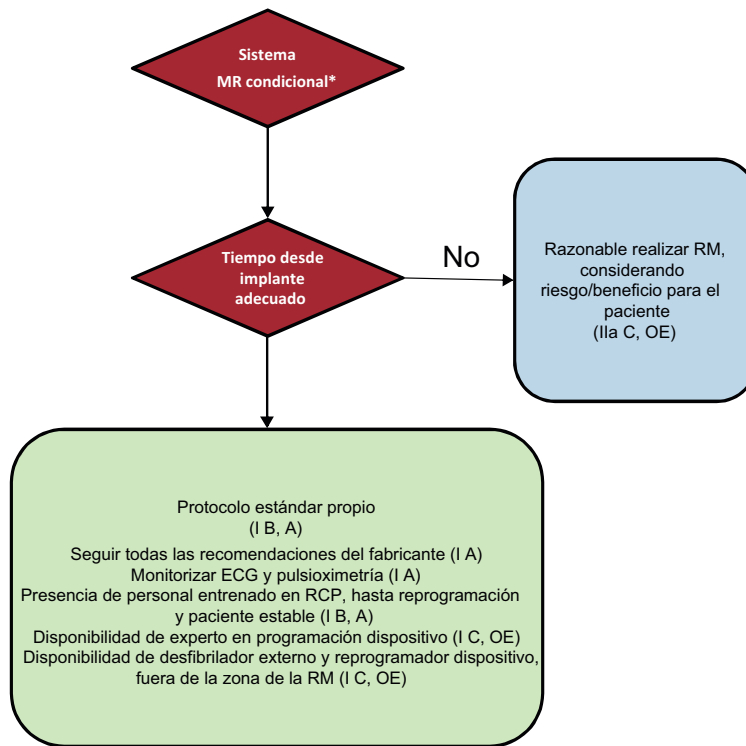 Sistema
MR condicional*
Tiempo desde
implante
adecuado
No
Razonable realizar RM,
considerando
riesgo/beneficio para el
paciente
(IIa C, OE)
Protocolo estándar propio
(I B, A)
Seguir todas las recomendaciones del fabricante (I A)
Monitorizar ECG y pulsioximetría (I A)
Presencia de personal entrenado en RCP, hasta reprogramación
y paciente estable (I B, A)
Disponibilidad de experto en programación dispositivo (I C, OE)
Disponibilidad de desfibrilador externo y reprogramador dispositivo,
fuera de la zona de la RM (I C, OE)